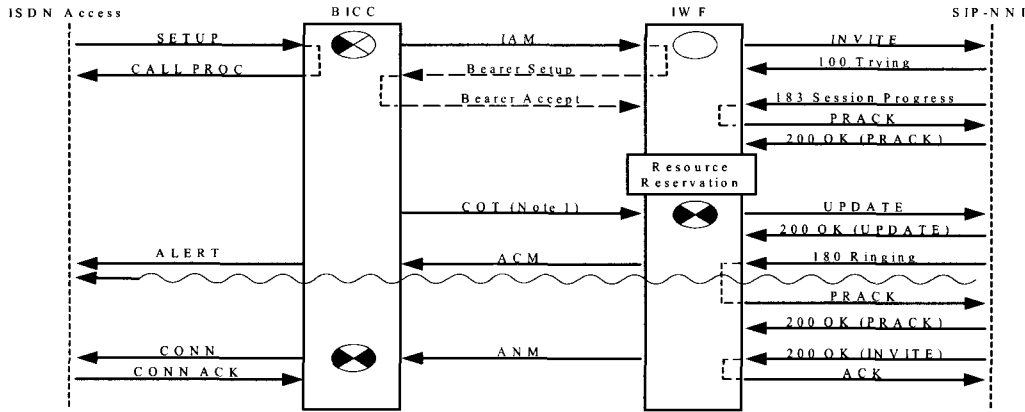 ISDN Access
BICC
IWF
SIP-NNI
SETUP
IAM
INVITE
CALL PROC
Bearer Setup
100 Trying
Bearer Accept
183 Session Progress
PRACK
200 OK (PRACK)
Resource
Reservation
COT (Note 1)
UPDATE
200 OK (UPDATE)
ALERT
ACM
180 Ringing
PRACK
200 OK (PRACK)
CONN
ANM
200 OK (INVITE)
CONN ACK
ACK